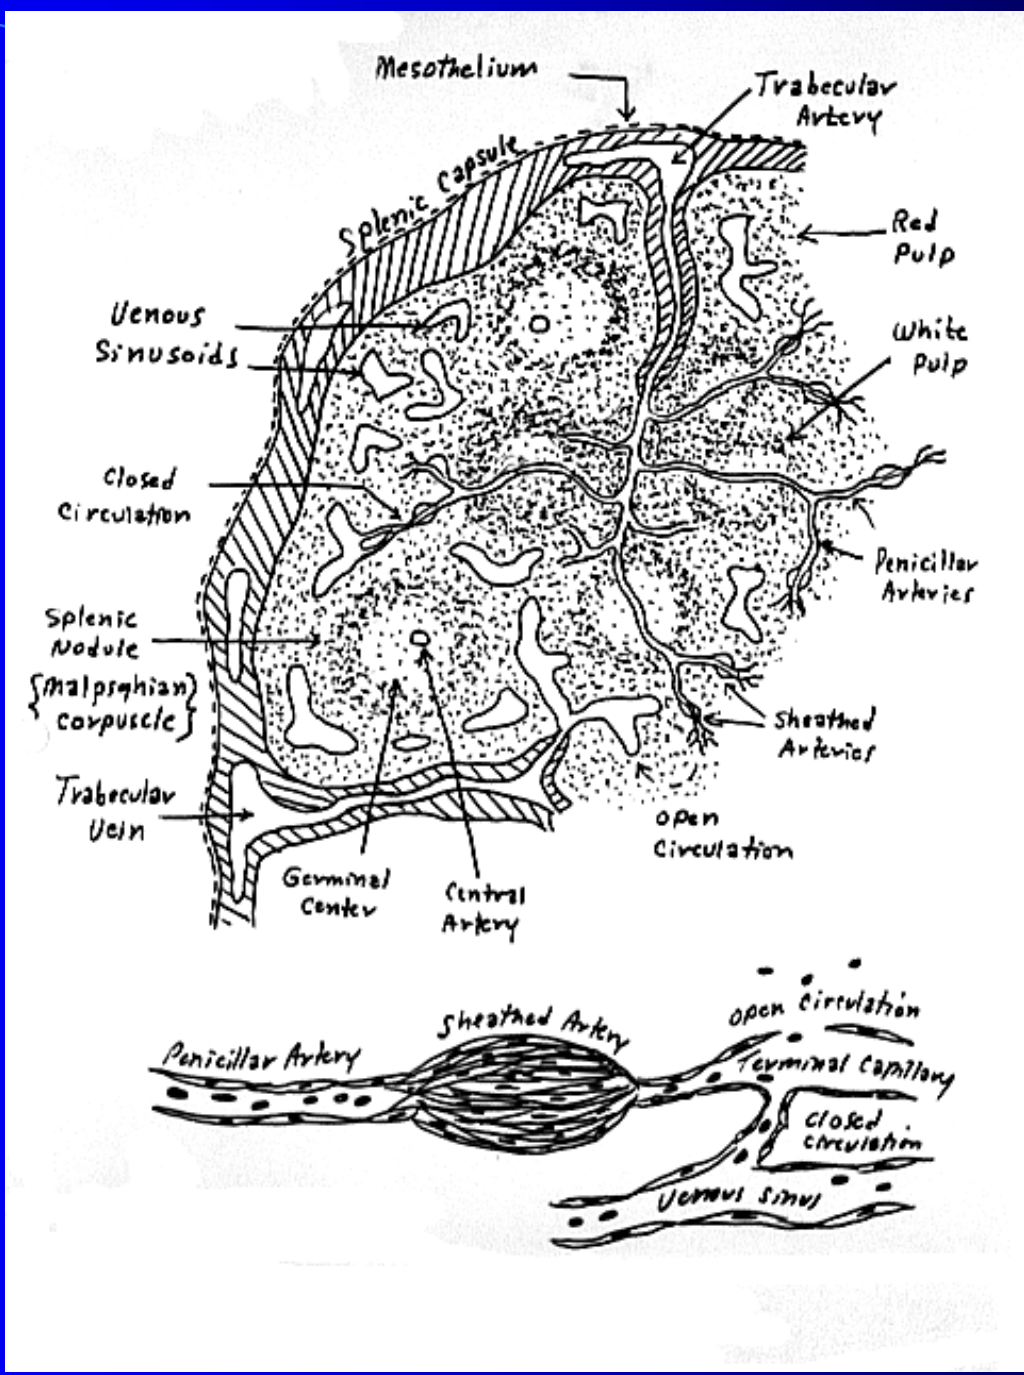 Mesothelium
Trabecular
Artery
Splenic Capsule
Red
Pulp
Venous
Sinusoids
White
Pulp
Closed
Circulation
Penicillar
Arteries
Splenic
Nodule
{Malpsghian}
{corpuscle}
Sheathed
Arteries
Trabecular
Vein
open
Circulation
Germinal
Center
Central
Artery
Penicillar Artery
Sheathed Artery
open Circulation
Terminal Capillary
Closed
circulation
Venous Sinus